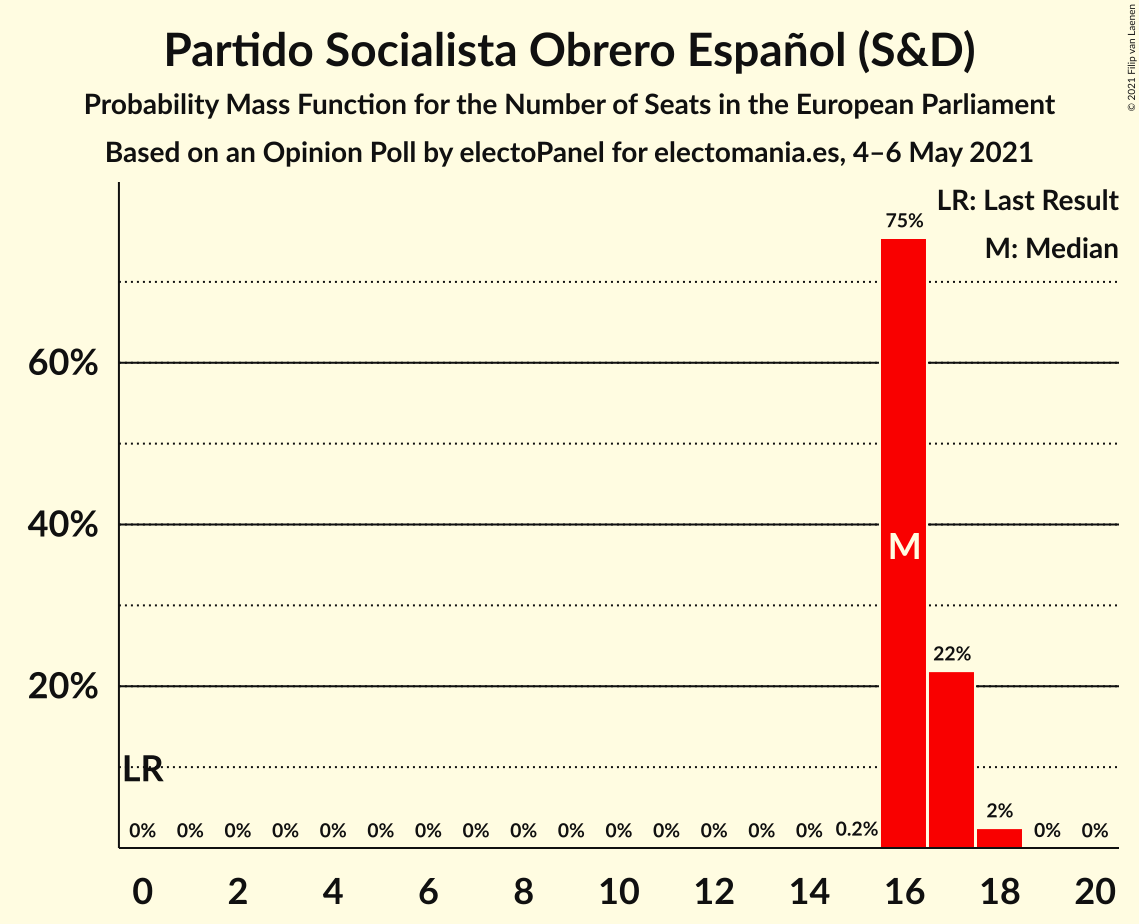 Partido Socialista Obrero Español (S&D)
Probability Mass Function for the Number of Seats in the European Parliament
Based on an Opinion Poll by electoPanel for electomania.es, 4–6 May 2021
© 2021 Filip van Laenen
LR: Last Result
M: Median
75%
60%
40%
M
22%
20%
LR
2%
0% 0% 0% 0% 0% 0% 0% 0% 0% 0% 0% 0% 0% 0% 0% 0.2% 0% 0%
0 2 4 6 8 10 12 14 16 18 20